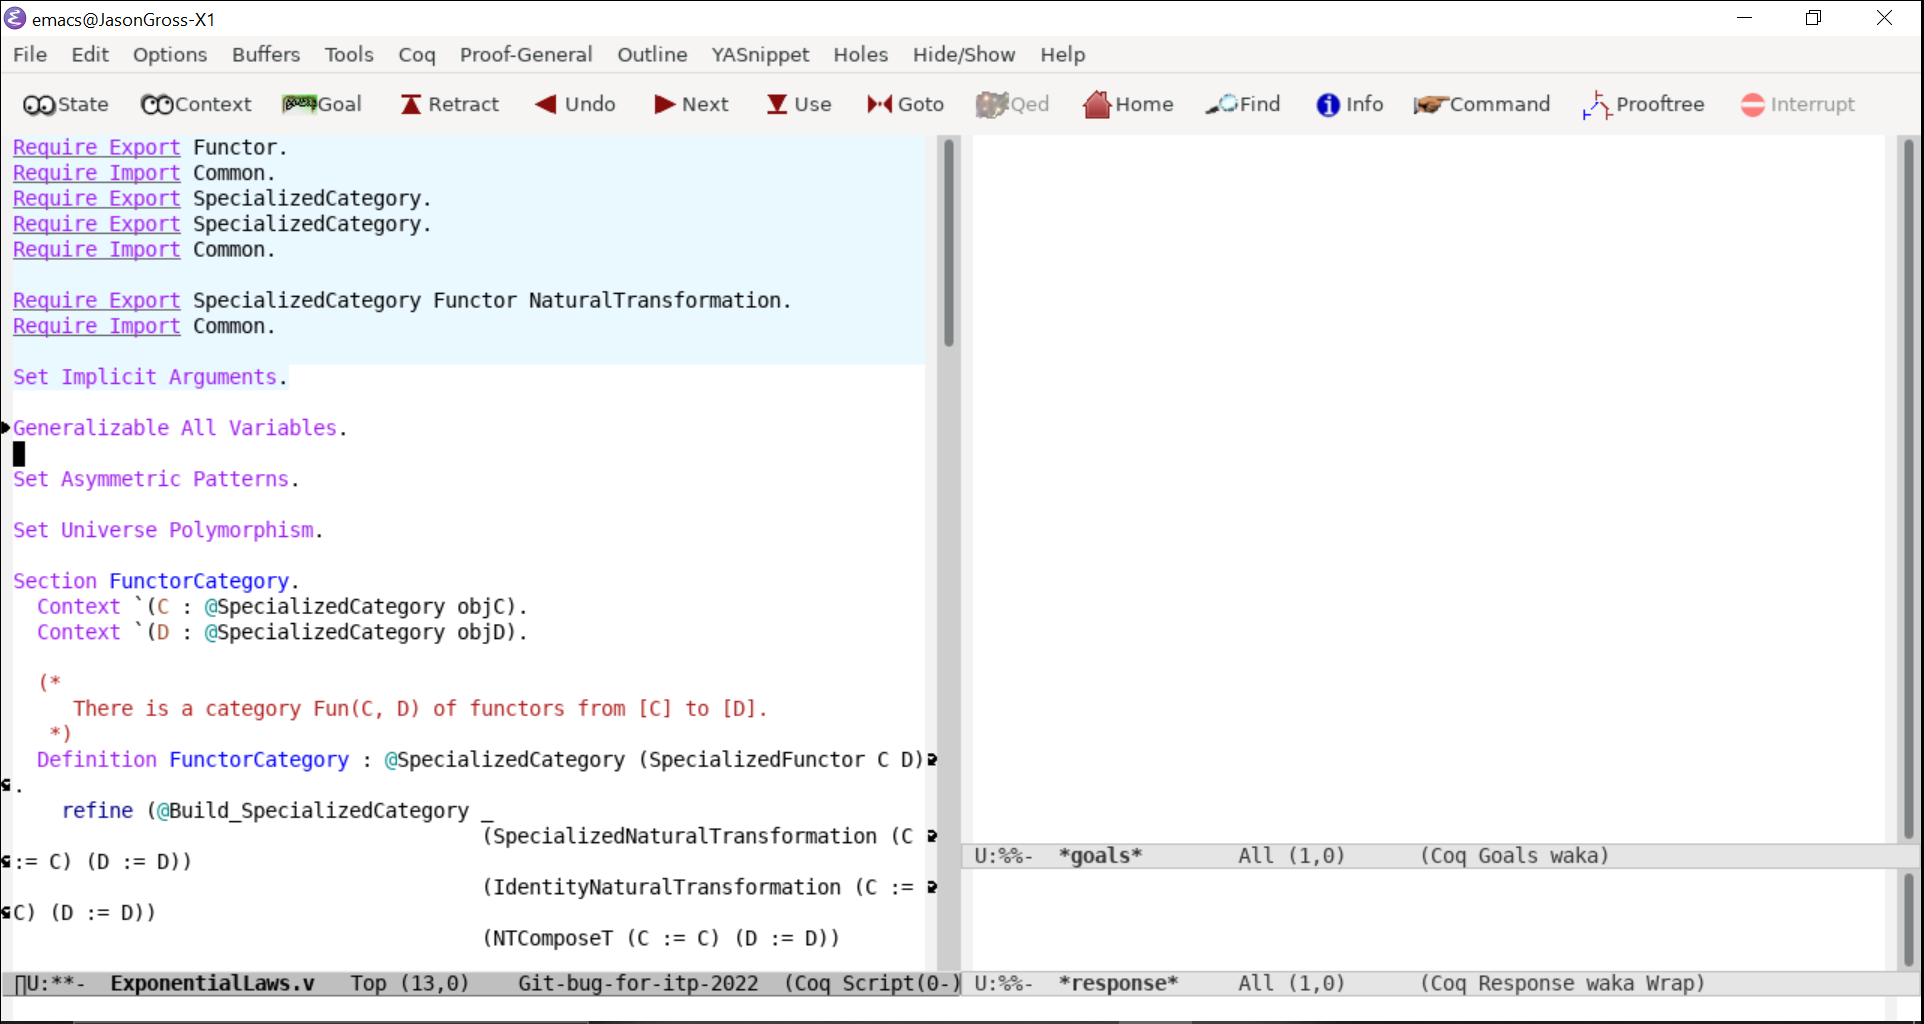 emacs@JasonGross-X1
File Edit Options Buffers Tools Coq Proof-General Outline YASnippet Holes Hide/Show Help
State Context Goal Retract Undo Next Use Goto Qed Home Find Info Command Prooftree Interrupt
Require Export Functor.
Require Import Common.
Require Export SpecializedCategory.
Require Export SpecializedCategory.
Require Import Common.
Require Export SpecializedCategory Functor NaturalTransformation.
Require Import Common.
Set Implicit Arguments.
Generalizable All Variables.
Set Asymmetric Patterns.
Set Universe Polymorphism.
Section FunctorCategory.
Context `(C : @SpecializedCategory objC).
Context `(D : @SpecializedCategory objD).
(*
There is a category Fun(C, D) of functors from [C] to [D].
*)
Definition FunctorCategory : @SpecializedCategory (SpecializedFunctor C D)
.
refine (@Build_SpecializedCategory _
(SpecializedNaturalTransformation (C
:= C) (D := D))
(IdentityNaturalTransformation (C :=
C) (D := D))
(NTComposeT (C := C) (D := D))
U:**- ExponentialLaws.v Top (13,0) Git-bug-for-itp-2022 (Coq Script(0-)
U:%%- *goals* All (1,0) (Coq Goals waka)
U:%%- *response* All (1,0) (Coq Response waka Wrap)